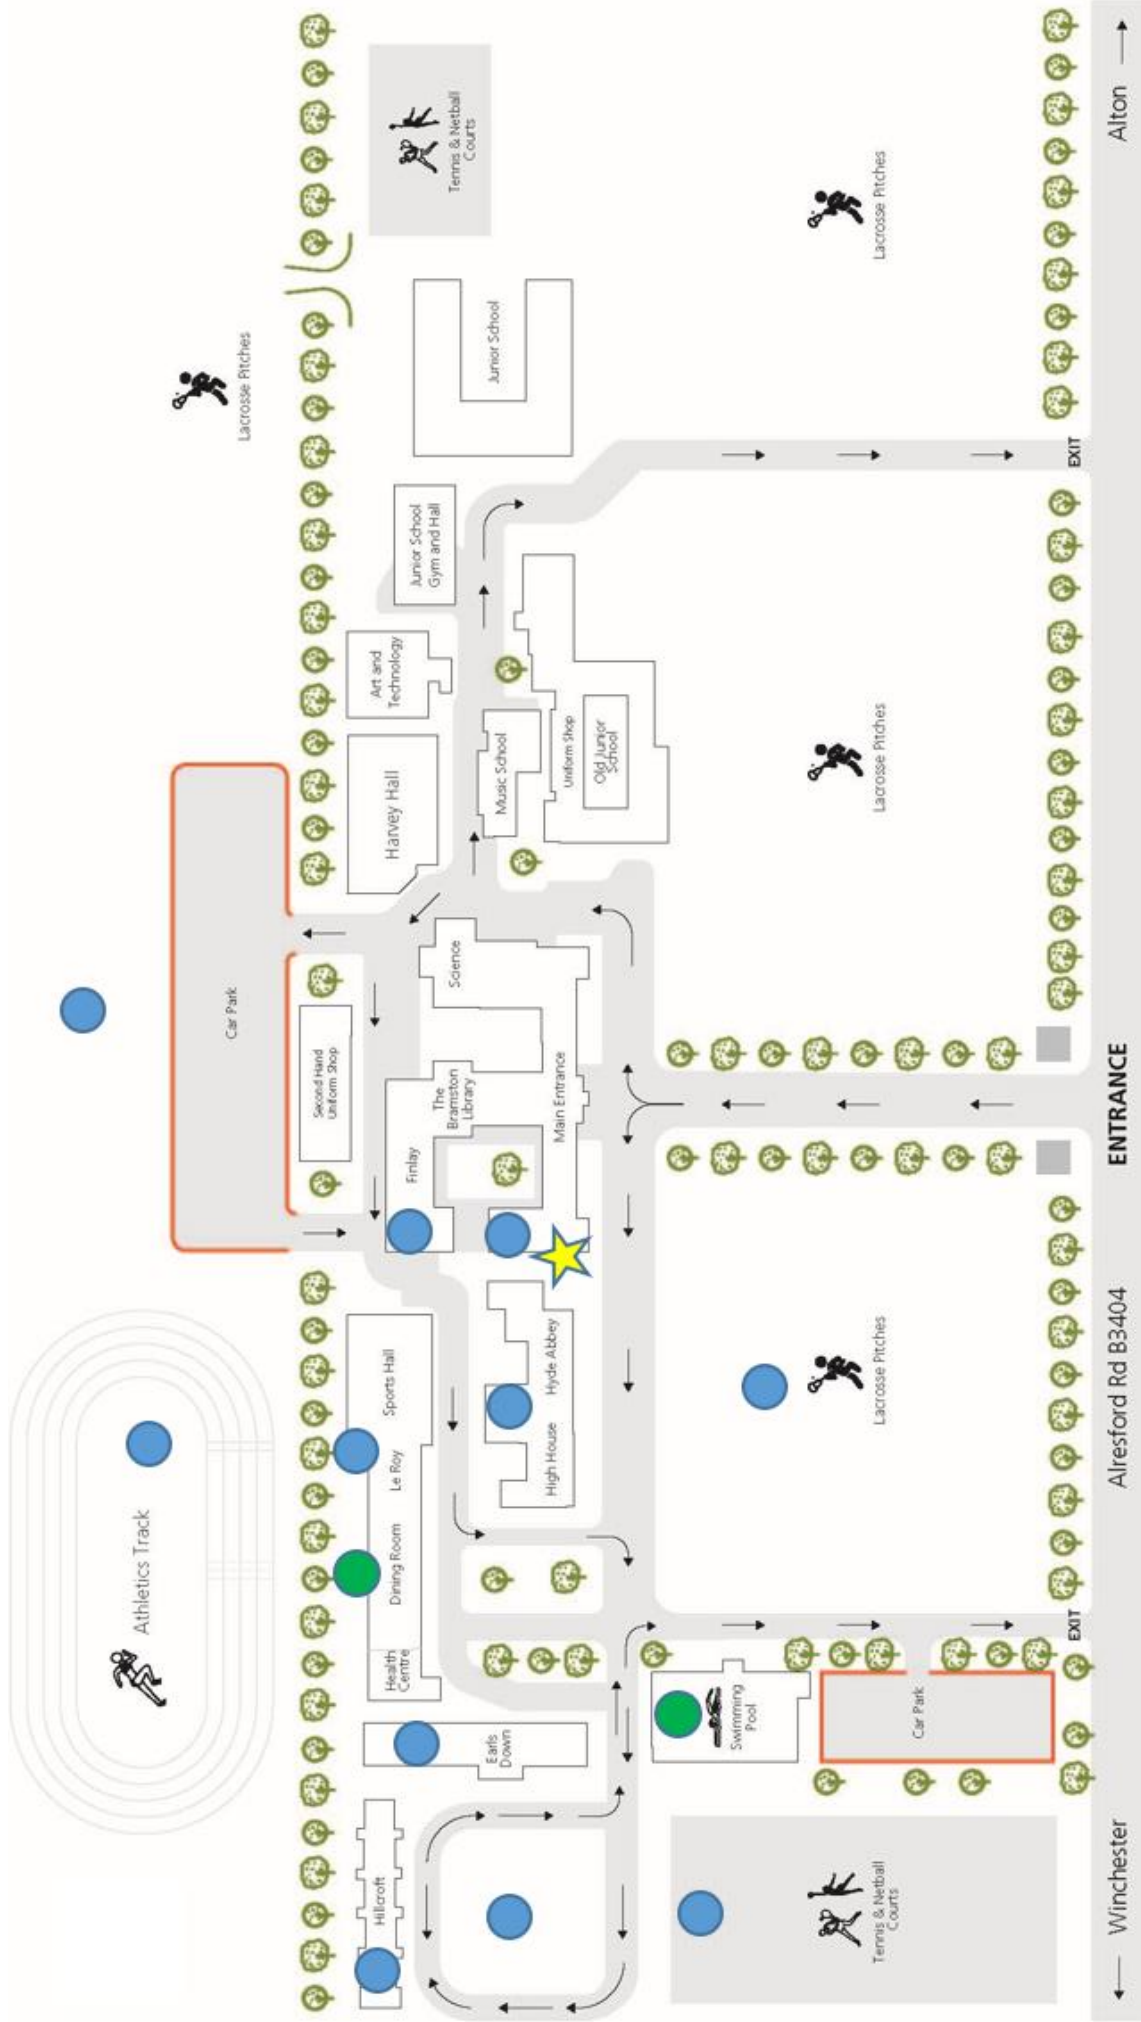 Athletics Track
Car Park
Lacrosse Pitches
Hillcroft
Earls
Down
Health
Centre
Dining Room
Le Roy
Sports Hall
Second Hand
Uniform Shop
Finlay
The
Bramston
Library
Science
Harvey Hall
Art and
Technology
Junior School
Gym and Hall
Junior School
Tennis & Netball
Courts
High House
Hyde Abbey
Main Entrance
Music School
Uniform Shop
Old Junior
School
Swimming
Pool
Car Park
Tennis & Netball
Courts
Lacrosse Pitches
Lacrosse Pitches
Lacrosse Pitches
EXIT
EXIT
Winchester
Alresford Rd B3404
ENTRANCE
Alton